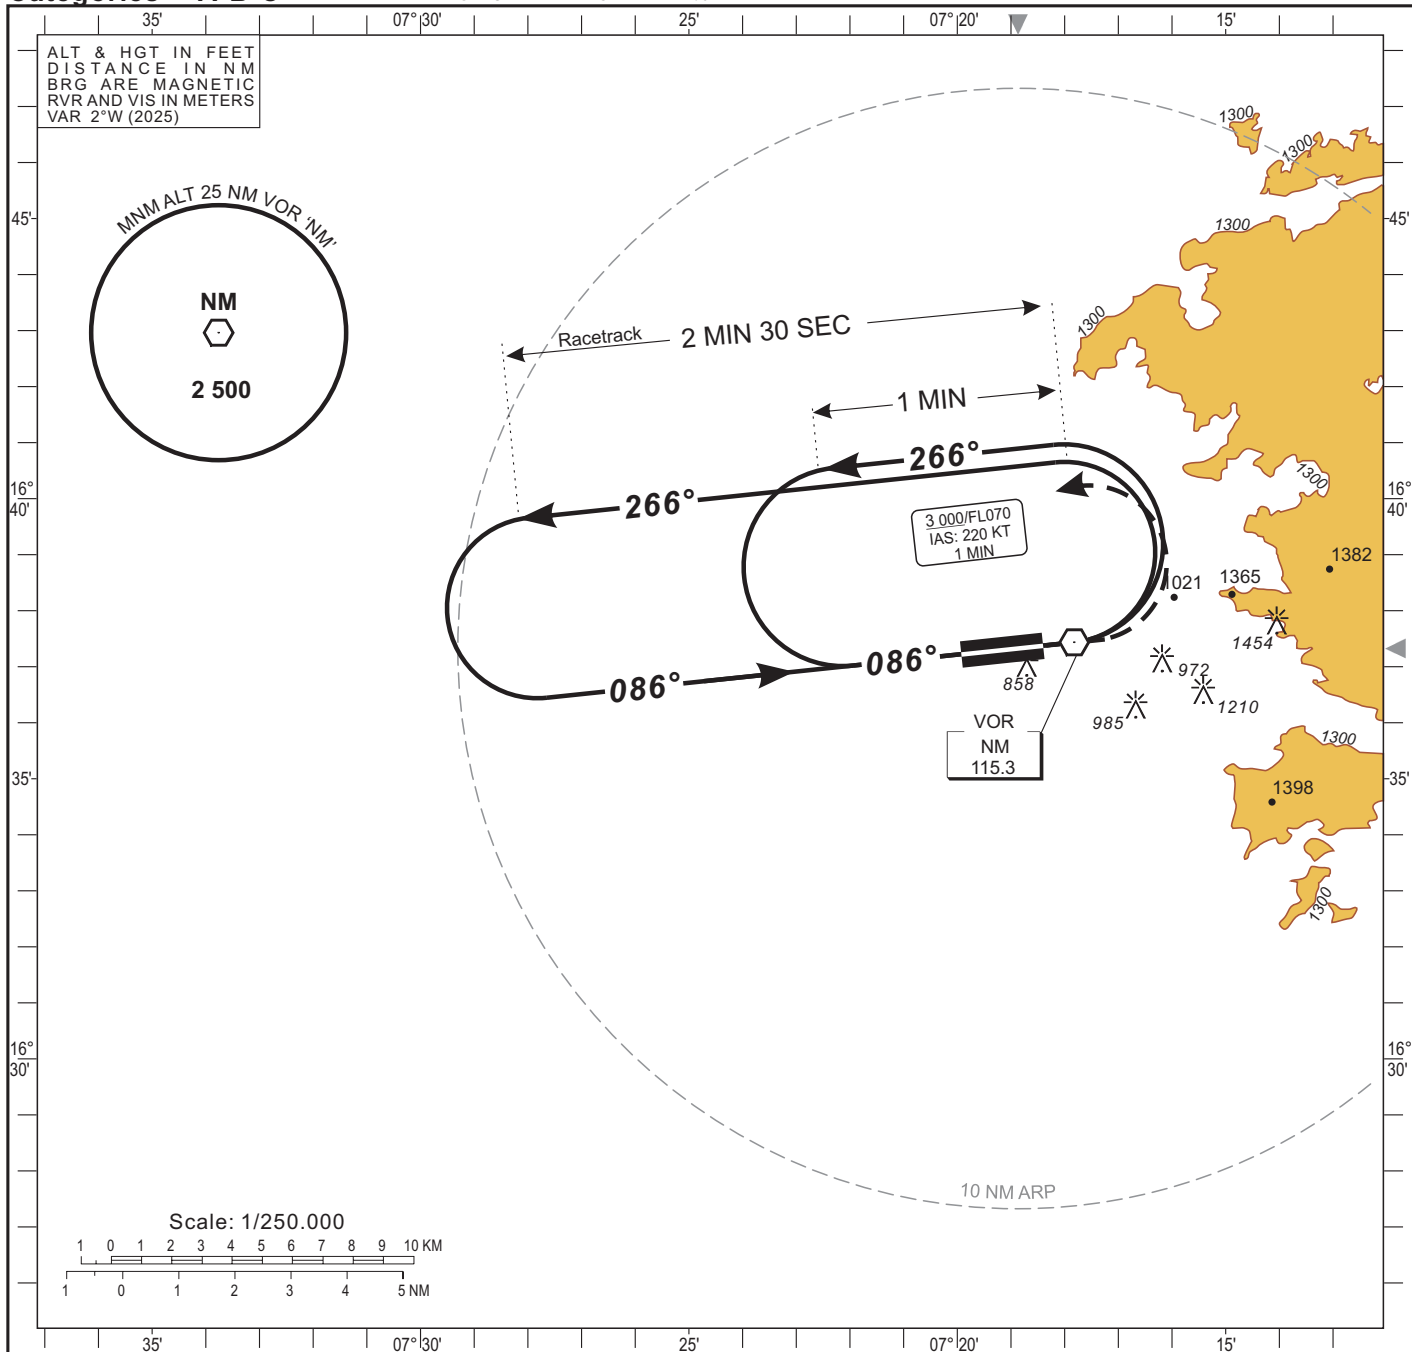 35'
07°30'
25'
07°20'
15'
ALT & HGT IN FEET
DISTANCE IN NM
BRG ARE MAGNETIC
RVR AND VIS IN METERS
VAR 2°W (2025)
1300
1300
45'
45'
MNM ALT 25 NM VOR 'NM'
1300
NM
2 500
1300
Racetrack
2 MIN 30 SEC
1 MIN
266°
266°
1300
16°
40'
16°
40'
3 000/FL070
IAS: 220 KT
1 MIN
1382
1021
1365
1454
086°
086°
858
972
985
1210
VOR
NM
115.3
1300
35'
35'
1398
1300
16°
30'
16°
30'
10 NM ARP
Scale: 1/250.000
1 0 1 2 3 4 5 6 7 8 9 10 KM
1 0 1 2 3 4 5 NM
35'
07°30'
25'
07°20'
15'